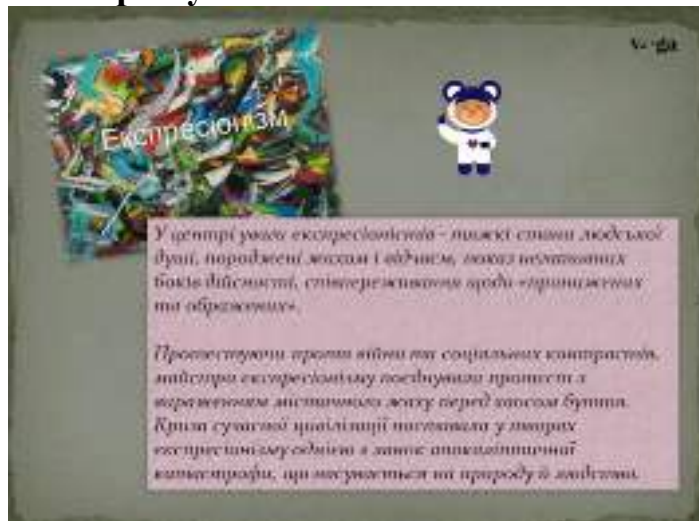 Експресіонізм
У центрі уваги експресіоністів - тяжкі стани людської
душі, породжені жахом і відчаєм, показ негативних
боків дійсності, співпереживання щодо «принижених
та ображених».
Протестуючи проти війни та соціальних контрастів,
майстри експресіонізму поєднували протест з
вираженням містичного жаху перед хаосом буття.
Криза сучасної цивілізації поставала у творах
експресіонізму однією з ланок апокаліптичної
катастрофи, що насувається на природу й людство.